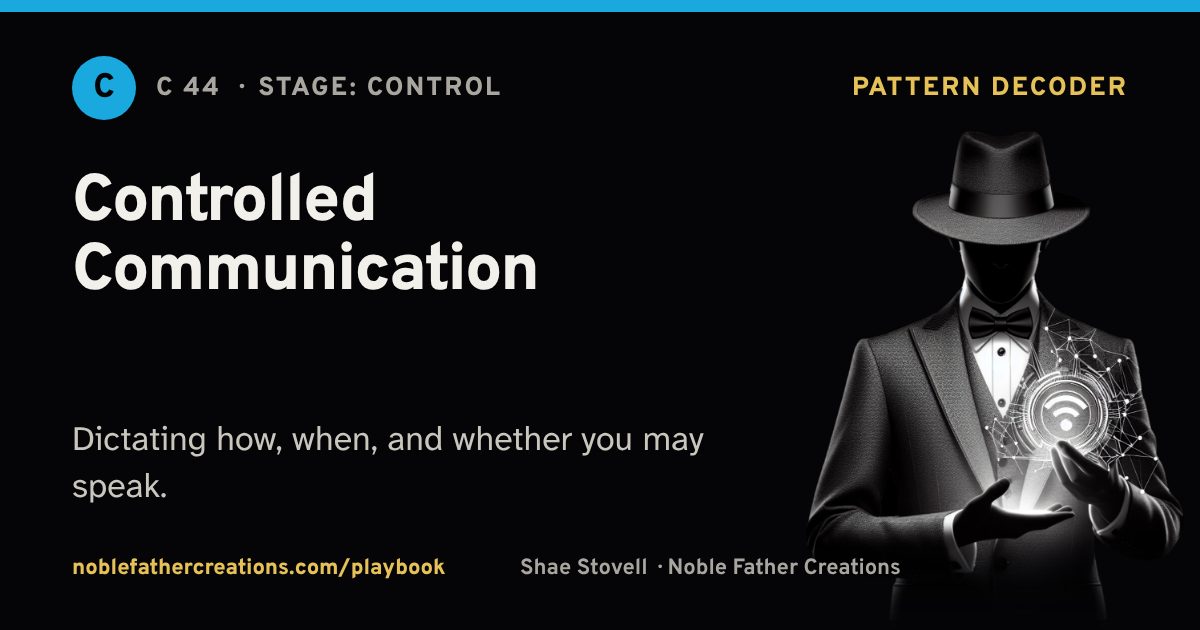 C
C 44 · STAGE: CONTROL
PATTERN DECODER
Controlled
Communication
Dictating how, when, and whether you may
speak.
noblefathercreations.com/playbook
Shae Stovell · Noble Father Creations